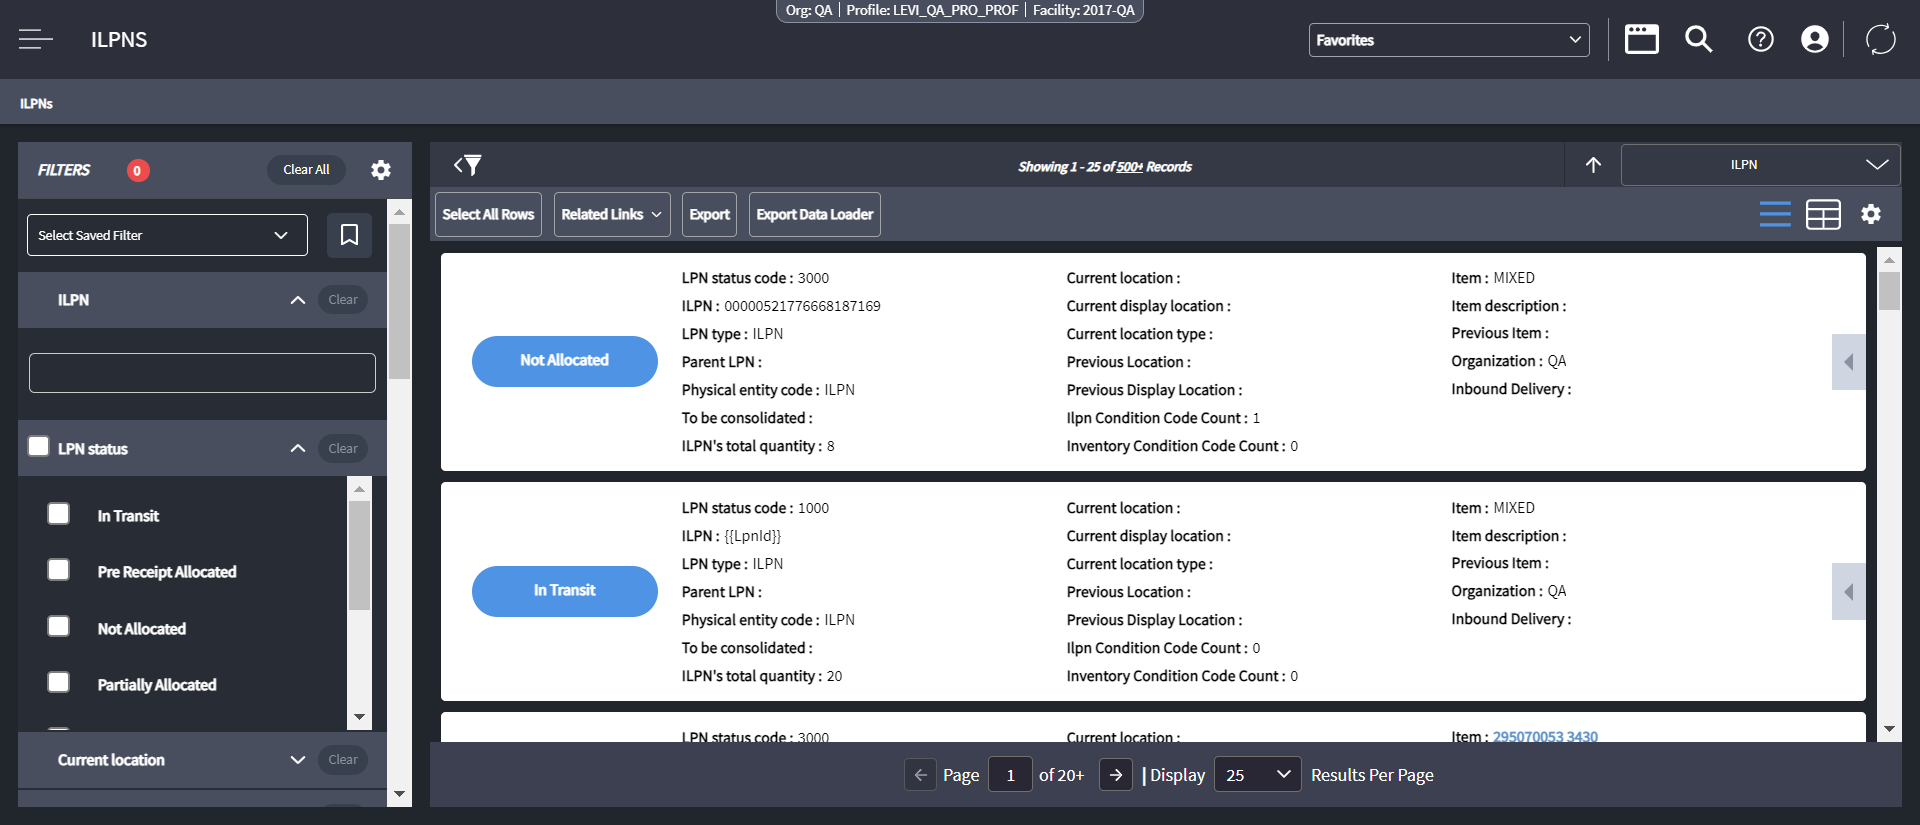 Org: QA | Profile: LEVI_QA_PRO_PROF | Facility: 2017-QA
ILPNS
Favorites
ILPNs
FILTERS 0 Clear All
Select Saved Filter
ILPN Clear
LPN status Clear
In Transit
Pre Receipt Allocated
Not Allocated
Partially Allocated
Current location Clear
Showing 1 - 25 of 500+ Records
ILPN
Select All Rows Related Links Export Export Data Loader
Not Allocated
LPN status code : 3000
ILPN : 00000521776668187169
LPN type : ILPN
Parent LPN :
Physical entity code : ILPN
To be consolidated :
ILPN's total quantity : 8
Current location :
Current display location :
Current location type :
Previous Location :
Previous Display Location :
Ilpn Condition Code Count : 1
Inventory Condition Code Count : 0
Item : MIXED
Item description :
Previous Item :
Organization : QA
Inbound Delivery :
In Transit
LPN status code : 1000
ILPN : {{LpnId}}
LPN type : ILPN
Parent LPN :
Physical entity code : ILPN
To be consolidated :
ILPN's total quantity : 20
Current location :
Current display location :
Current location type :
Previous Location :
Previous Display Location :
Ilpn Condition Code Count : 0
Inventory Condition Code Count : 0
Item : MIXED
Item description :
Previous Item :
Organization : QA
Inbound Delivery :
LPN status code : 3000
Current location :
Item : 295070053 3430
Page 1 of 20+ | Display 25 Results Per Page